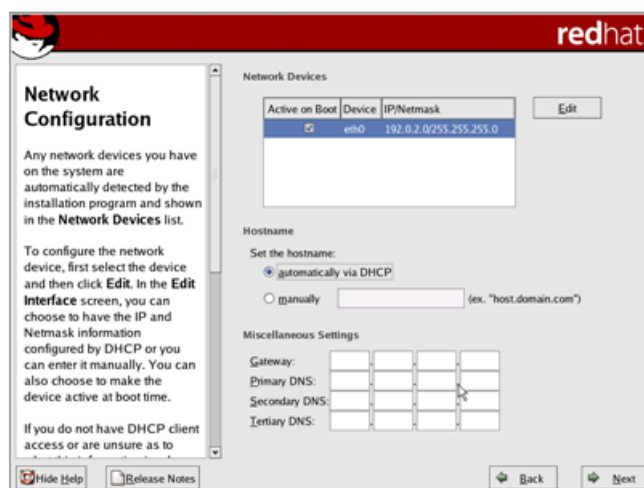 redhat
Network
Configuration
Any network devices you have
on the system are
automatically detected by the
installation program and shown
in the Network Devices list.
To configure the network
device, first select the device
and then click Edit. In the Edit
Interface screen, you can
choose to have the IP and
Netmask information
configured by DHCP or you
can enter it manually. You can
also choose to make the
device active at boot time.
If you do not have DHCP client
access or are unsure as to
Network Devices
Active on Boot Device IP/Netmask
eth0 192.0.2.0/255.255.255.0
Edit
Hostname
Set the hostname:
automatically via DHCP
manually (ex. "host.domain.com")
Miscellaneous Settings
Gateway:
Primary DNS:
Secondary DNS:
Tertiary DNS:
Hide Help
Release Notes
Back
Next